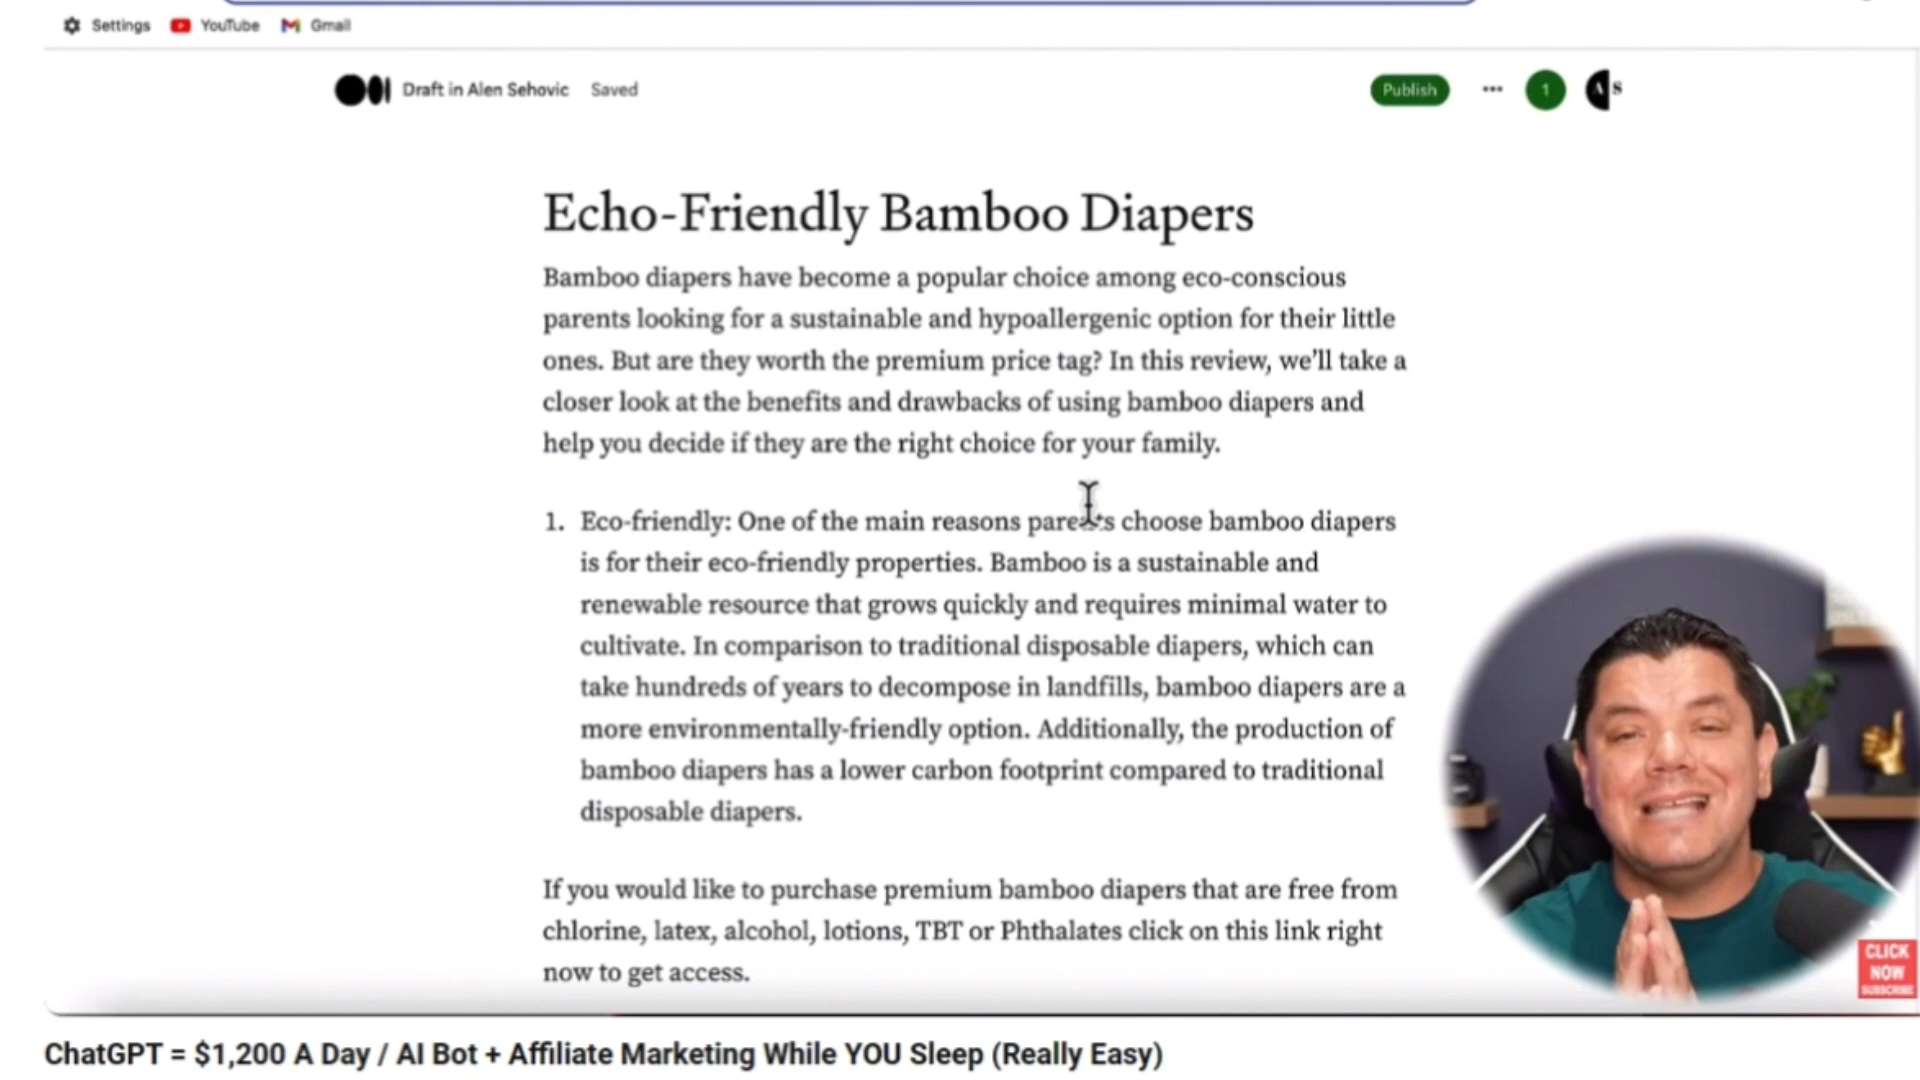 Settings YouTube Gmail
Draft in Alen Sehovic Saved Publish ... 1 A S
Echo-Friendly Bamboo Diapers
Bamboo diapers have become a popular choice among eco-conscious
parents looking for a sustainable and hypoallergenic option for their little
ones. But are they worth the premium price tag? In this review, we'll take a
closer look at the benefits and drawbacks of using bamboo diapers and
help you decide if they are the right choice for your family.
1. Eco-friendly: One of the main reasons parents choose bamboo diapers
is for their eco-friendly properties. Bamboo is a sustainable and
renewable resource that grows quickly and requires minimal water to
cultivate. In comparison to traditional disposable diapers, which can
take hundreds of years to decompose in landfills, bamboo diapers are a
more environmentally-friendly option. Additionally, the production of
bamboo diapers has a lower carbon footprint compared to traditional
disposable diapers.
If you would like to purchase premium bamboo diapers that are free from
chlorine, latex, alcohol, lotions, TBT or Phthalates click on this link right
now to get access.
CLICK
NOW
SUBSCRIBE
ChatGPT = $1,200 A Day / AI Bot + Affiliate Marketing While YOU Sleep (Really Easy)